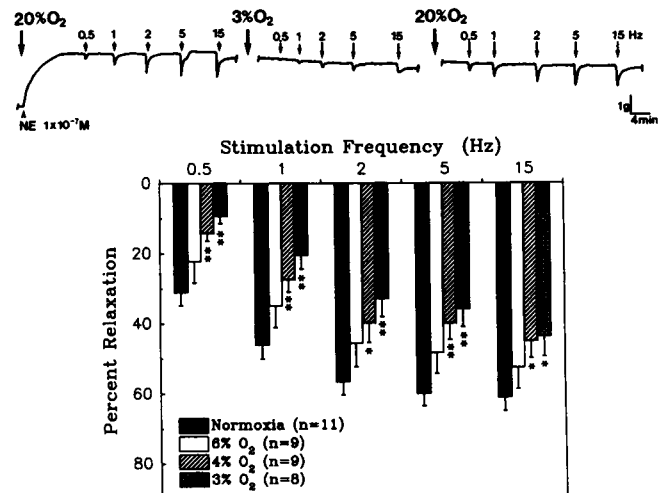 20%O₂ 3%O₂ 20%O₂
0.5 1 2 5 15 0.5 1 2 5 15 0.5 1 2 5 15 Hz
NE 1x10⁻⁷M
1g
4min
Stimulation Frequency (Hz)
0.5 1 2 5 15
0
20
40
60
80
Percent Relaxation
** ** ** ** * ** ** ** * *
Normoxia (n=11)
6% O₂ (n=9)
4% O₂ (n=9)
3% O₂ (n=8)